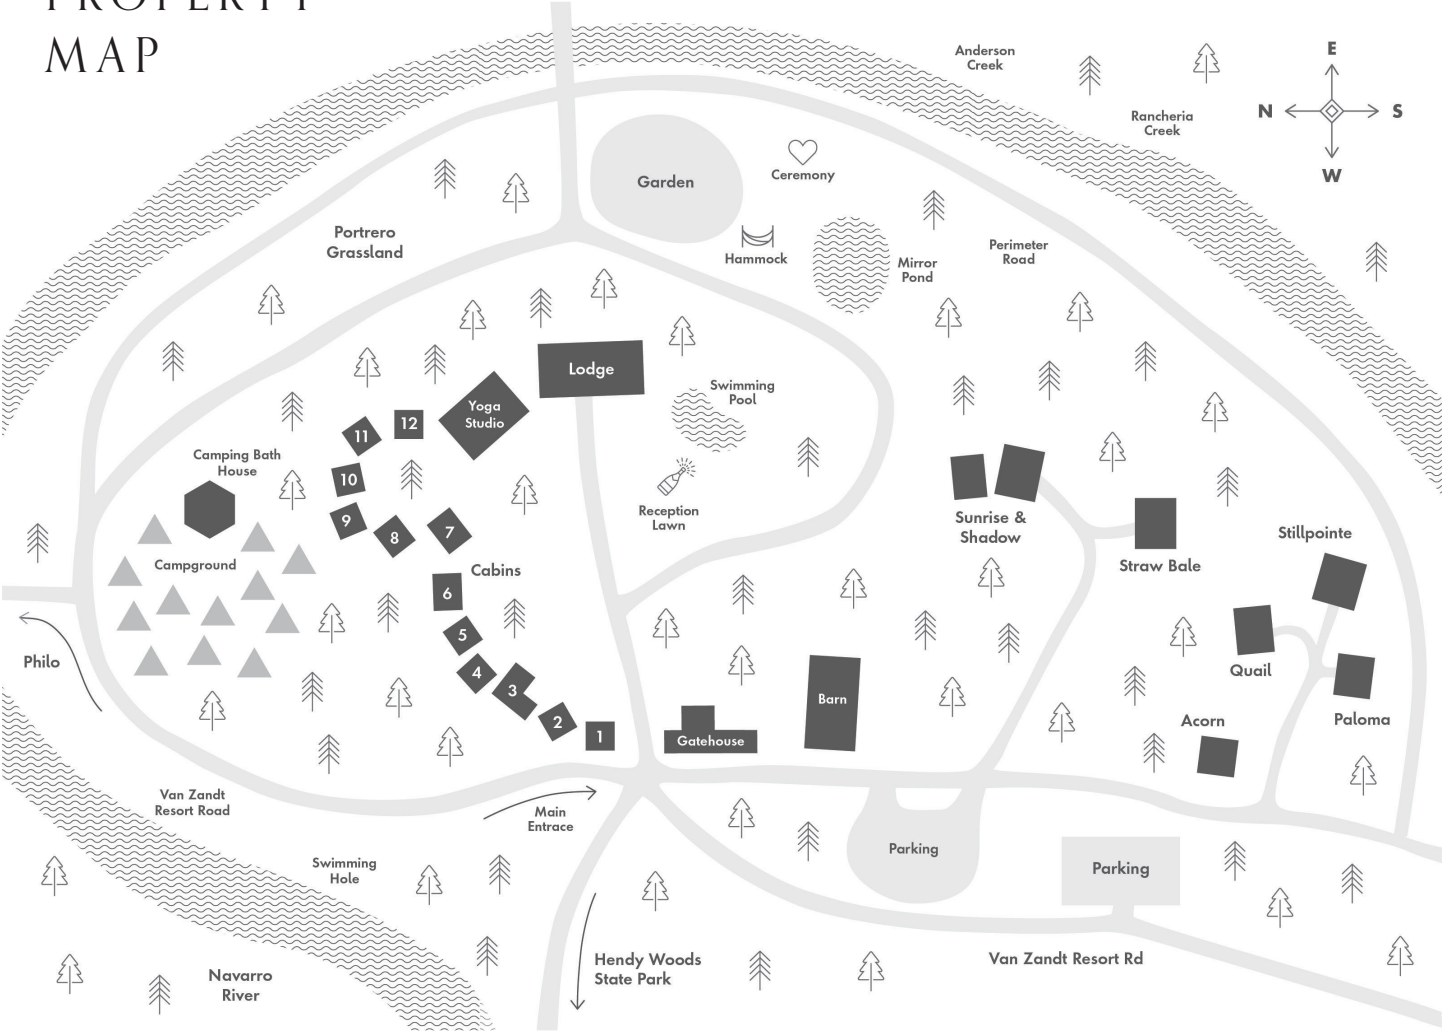 PROPERTY
MAP
Anderson
Creek
Rancheria
Creek
E
N
S
W
Garden
Ceremony
Portrero
Grassland
Hammock
Mirror
Pond
Perimeter
Road
Lodge
Swimming
Pool
Yoga
Studio
12
11
10
9
8
7
Camping Bath
House
Campground
Reception
Lawn
Sunrise &
Shadow
Straw Bale
Stillpointe
Cabins
6
5
4
3
2
1
Philo
Quail
Paloma
Acorn
Barn
Gatehouse
Van Zandt
Resort Road
Main
Entrace
Swimming
Hole
Parking
Parking
Navarro
River
Hendy Woods
State Park
Van Zandt Resort Rd